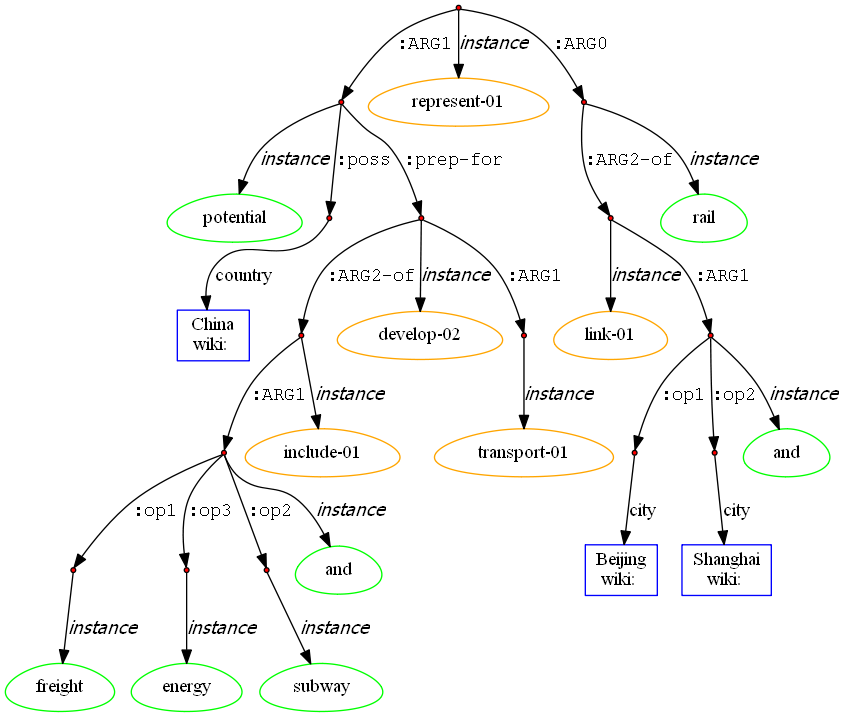 :ARG1 instance :ARG0
represent-01
instance :poss :prep-for :ARG2-of instance
potential rail
country :ARG2-of instance :ARG1 instance :ARG1
China
wiki:
develop-02 link-01
:ARG1 instance instance :op1 :op2 instance
include-01 transport-01 and
:op1 :op3 :op2 instance city city
Beijing
wiki:
Shanghai
wiki:
and
instance instance instance
freight energy subway